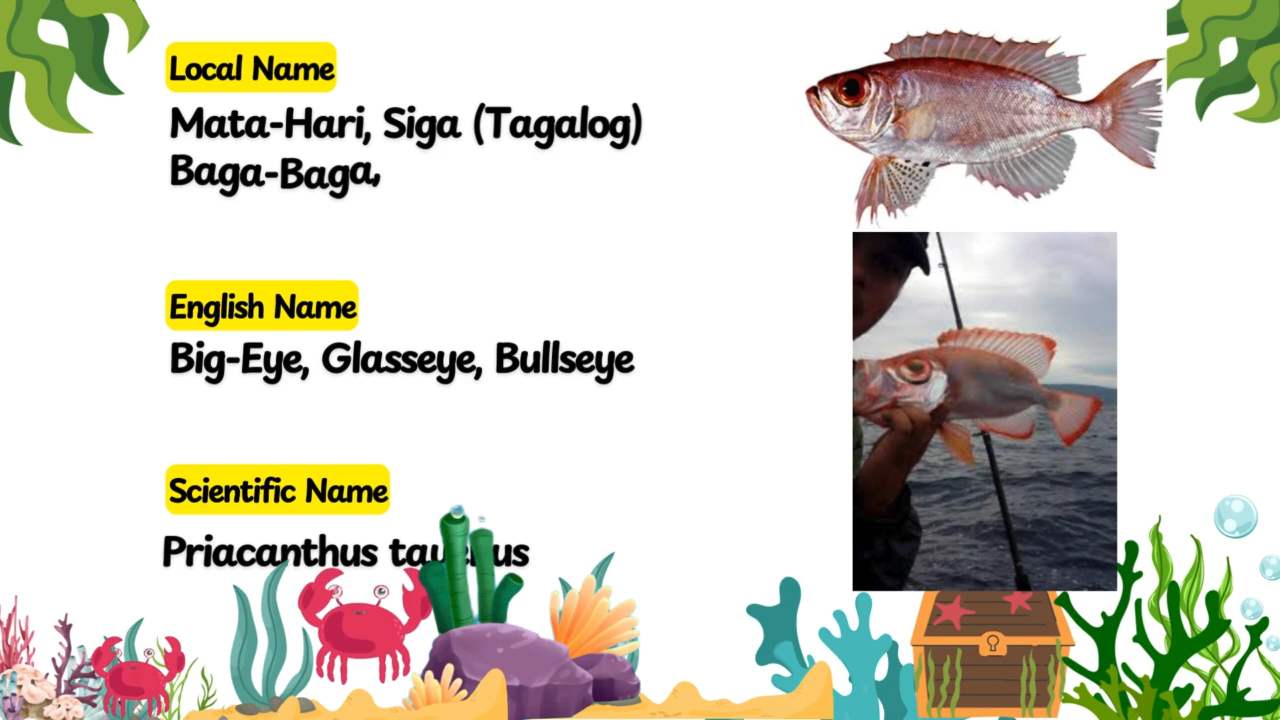 Local Name
Mata-Hari, Siga (Tagalog)
Baga-Baga,
English Name
Big-Eye, Glasseye, Bullseye
Scientific Name
Priacanthus